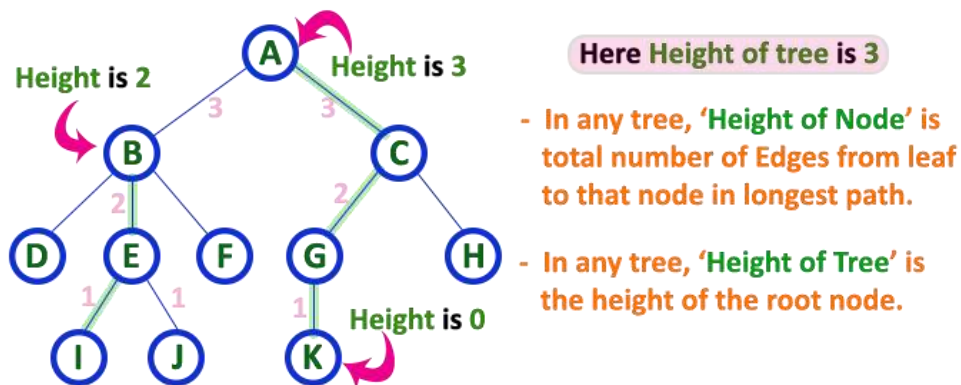 A
Height is 3
Here Height of tree is 3
Height is 2
3
3
- In any tree, ‘Height of Node’ is
total number of Edges from leaf
to that node in longest path.
B
C
2
2
D
E
F
G
H
- In any tree, ‘Height of Tree’ is
the height of the root node.
1
1
1
Height is 0
I
J
K